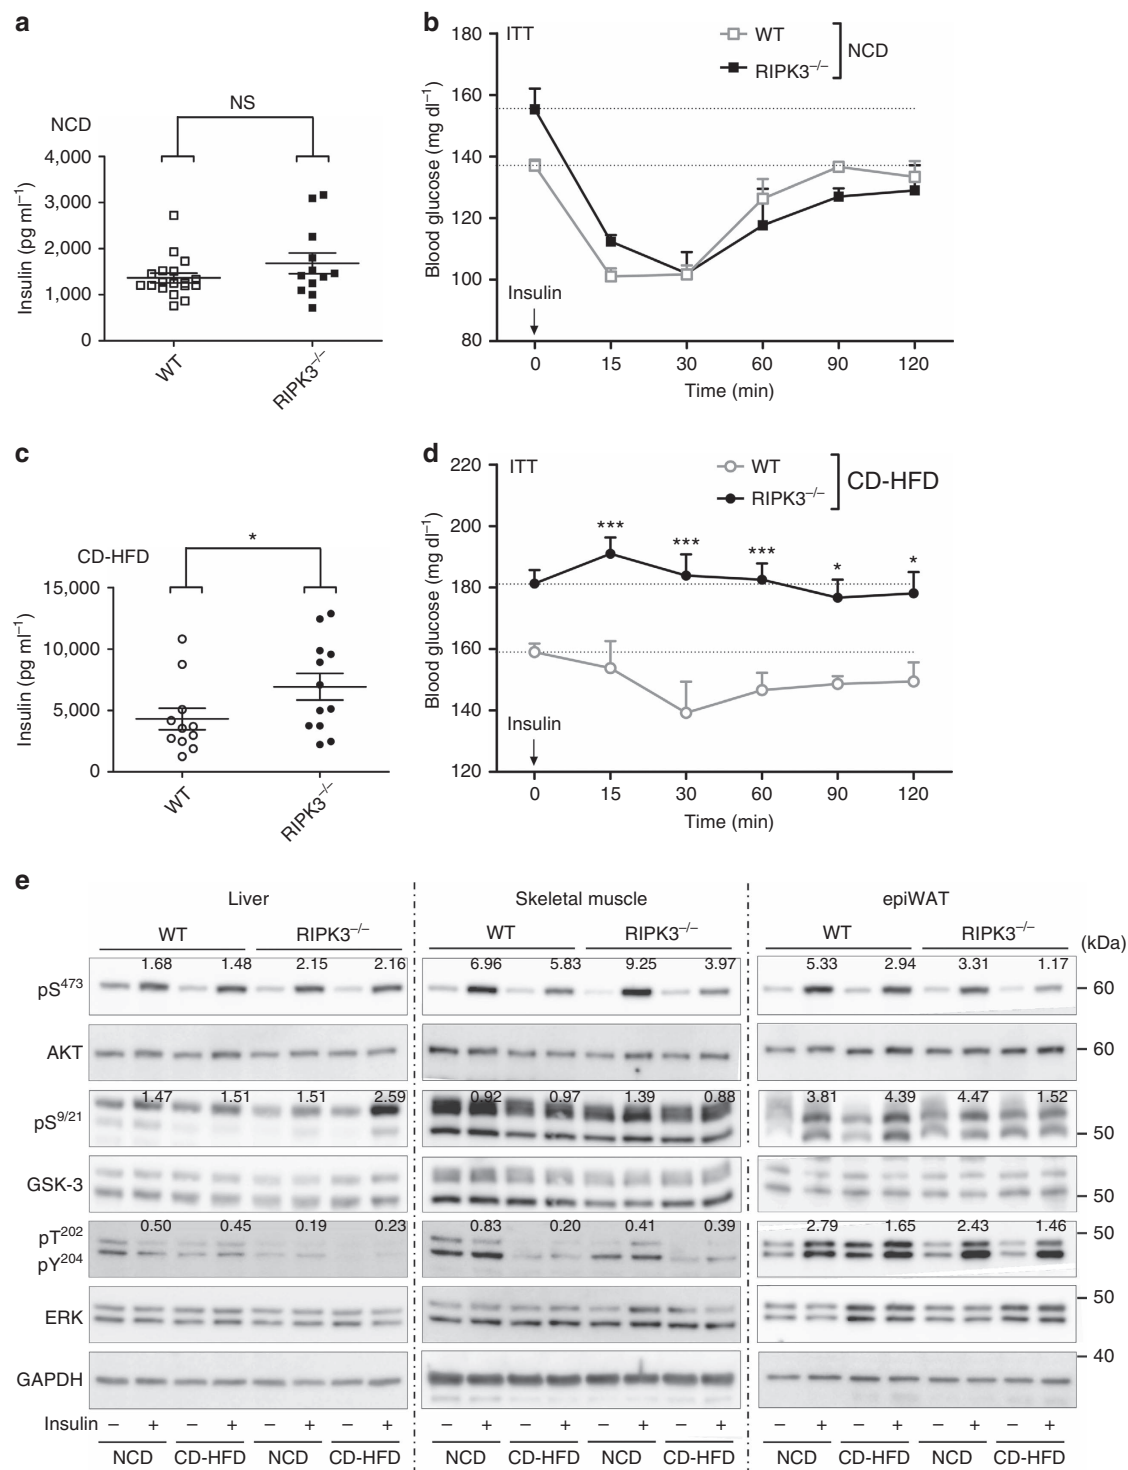 a
NCD
NS
Insulin (pg ml⁻¹)
4,000
3,000
2,000
1,000
0
WT
RIPK3⁻/⁻
b
ITT
WT
RIPK3⁻/⁻
NCD
Blood glucose (mg dl⁻¹)
180
160
140
120
100
80
Insulin
0 15 30 60 90 120
Time (min)
c
CD-HFD
*
Insulin (pg ml⁻¹)
15,000
10,000
5,000
0
WT
RIPK3⁻/⁻
d
ITT
WT
RIPK3⁻/⁻
CD-HFD
Blood glucose (mg dl⁻¹)
220
200
180
160
140
120
*** *** *** * *
Insulin
0 15 30 60 90 120
Time (min)
e
Liver Skeletal muscle epiWAT
WT RIPK3⁻/⁻ WT RIPK3⁻/⁻ WT RIPK3⁻/⁻ (kDa)
1.68 1.48 2.15 2.16 6.96 5.83 9.25 3.97 5.33 2.94 3.31 1.17
pS⁴⁷³ 60
AKT 60
1.47 1.51 1.51 2.59 0.92 0.97 1.39 0.88 3.81 4.39 4.47 1.52
pS⁹/²¹ 50
GSK-3 50
0.50 0.45 0.19 0.23 0.83 0.20 0.41 0.39 2.79 1.65 2.43 1.46
pT²⁰² 50
pY²⁰⁴
ERK 50
GAPDH 40
Insulin − + − + − + − + − + − + − + − + − + − + − + − +
NCD CD-HFD NCD CD-HFD NCD CD-HFD NCD CD-HFD NCD CD-HFD NCD CD-HFD